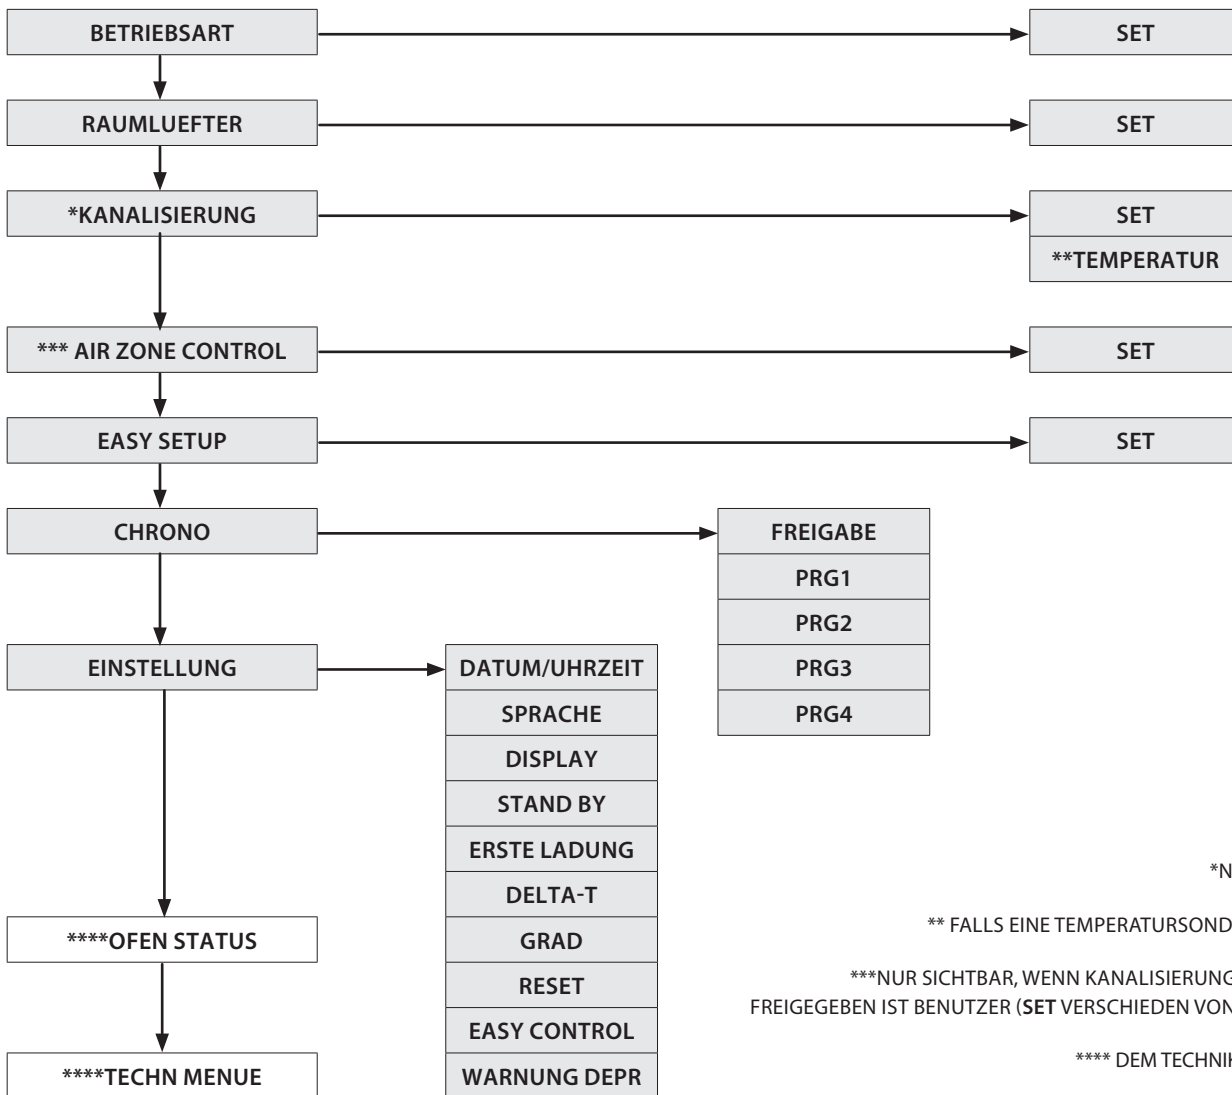 BETRIEBSART
SET
RAUMLUEFTER
SET
*KANALISIERUNG
SET
**TEMPERATUR
*** AIR ZONE CONTROL
SET
EASY SETUP
SET
CHRONO
FREIGABE
PRG1
PRG2
PRG3
PRG4
EINSTELLUNG
DATUM/UHRZEIT
SPRACHE
DISPLAY
STAND BY
ERSTE LADUNG
DELTA-T
GRAD
RESET
EASY CONTROL
WARNUNG DEPR
****OFEN STATUS
****TECHN MENUE
*N
** FALLS EINE TEMPERATURSOND
***NUR SICHTBAR, WENN KANALISIERUNG
FREIGEGEBEN IST BENUTZER (SET VERSCHIEDEN VON
**** DEM TECHNIK